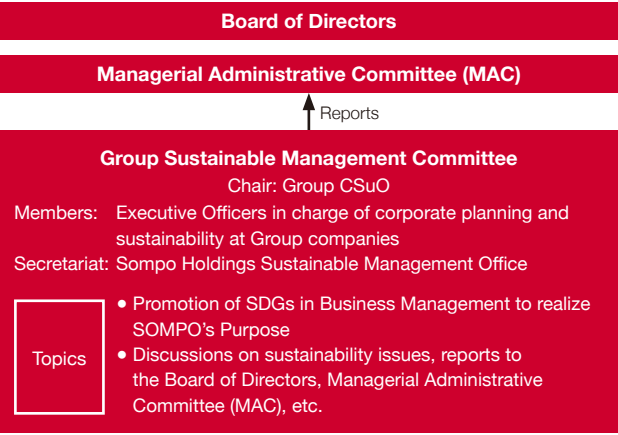 Board of Directors
Managerial Administrative Committee (MAC)
Reports
Group Sustainable Management Committee
Chair: Group CSuO
Members: Executive Officers in charge of corporate planning and
sustainability at Group companies
Secretariat: Sompo Holdings Sustainable Management Office
Topics
● Promotion of SDGs in Business Management to realize
SOMPO's Purpose
● Discussions on sustainability issues, reports to
the Board of Directors, Managerial Administrative
Committee (MAC), etc.